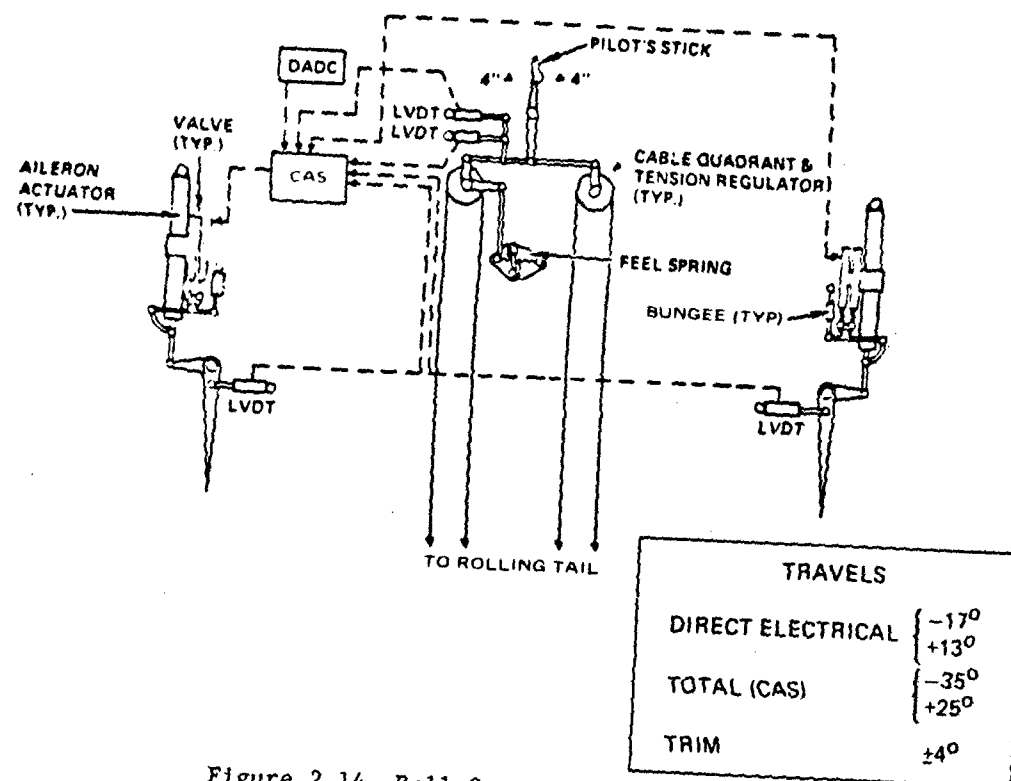 PILOT'S STICK
DADC
4" 4"
LVDT
LVDT
VALVE
(TYP.)
CAS
CABLE QUADRANT &
TENSION REGULATOR
(TYP.)
AILERON
ACTUATOR
(TYP.)
FEEL SPRING
BUNGEE (TYP)
LVDT
LVDT
TO ROLLING TAIL
TRAVELS
DIRECT ELECTRICAL { -17°
+13°
TOTAL (CAS) { -35°
+25°
TRIM ±4°
Figure 2.14 Roll